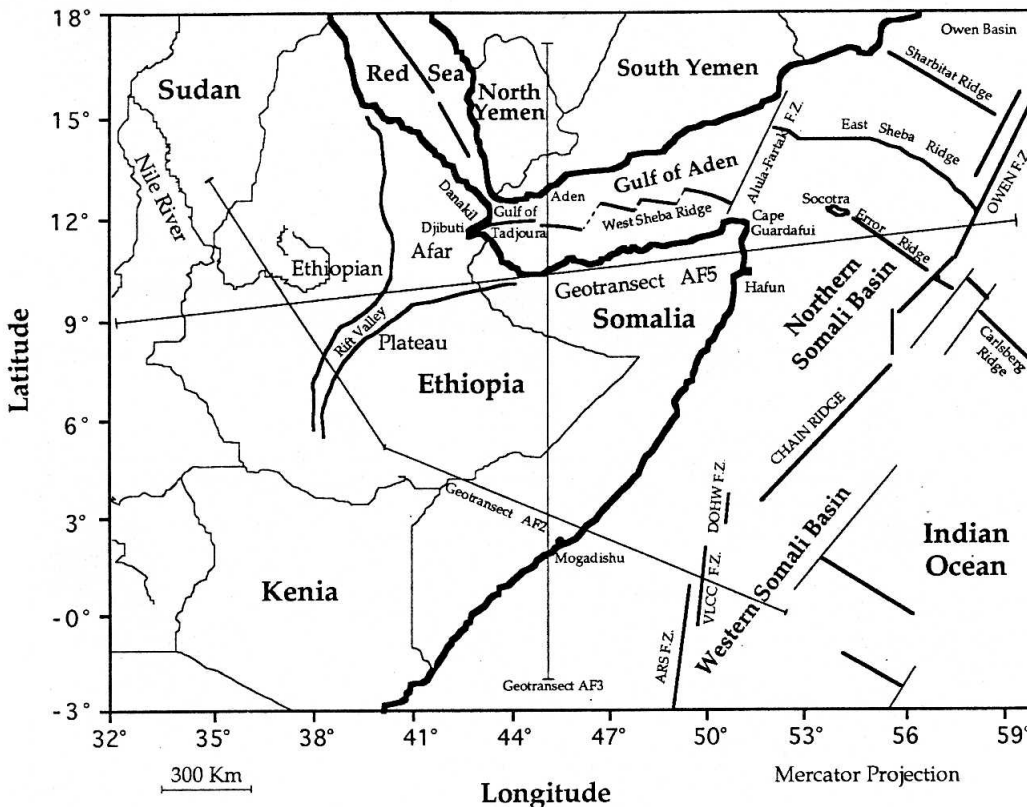 18°
15°
12°
9°
6°
3°
-0°
-3°
Latitude
32°
35°
38°
41°
44°
47°
50°
53°
56°
59°
Longitude
300 Km
Mercator Projection
Sudan
Nile River
Red Sea
North
Yemen
South Yemen
Owen Basin
Sharbitat Ridge
East Sheba Ridge
OWEN F.Z.
Alula-Fartak F.Z.
Gulf of Aden
Aden
West Sheba Ridge
Danakil
Gulf of
Tadjoura
Djibuti
Afar
Cape
Guardafui
Socotra
Error Ridge
Hafun
Geotransect AF5
Ethiopian
Plateau
Rift Valley
Ethiopia
Somalia
Northern
Somali Basin
Carlsberg
Ridge
CHAIN RIDGE
Geotransect AF2
Mogadishu
DOHW F.Z.
VLCC F.Z.
ARS F.Z.
Western Somali Basin
Indian
Ocean
Kenia
Geotransect AF3